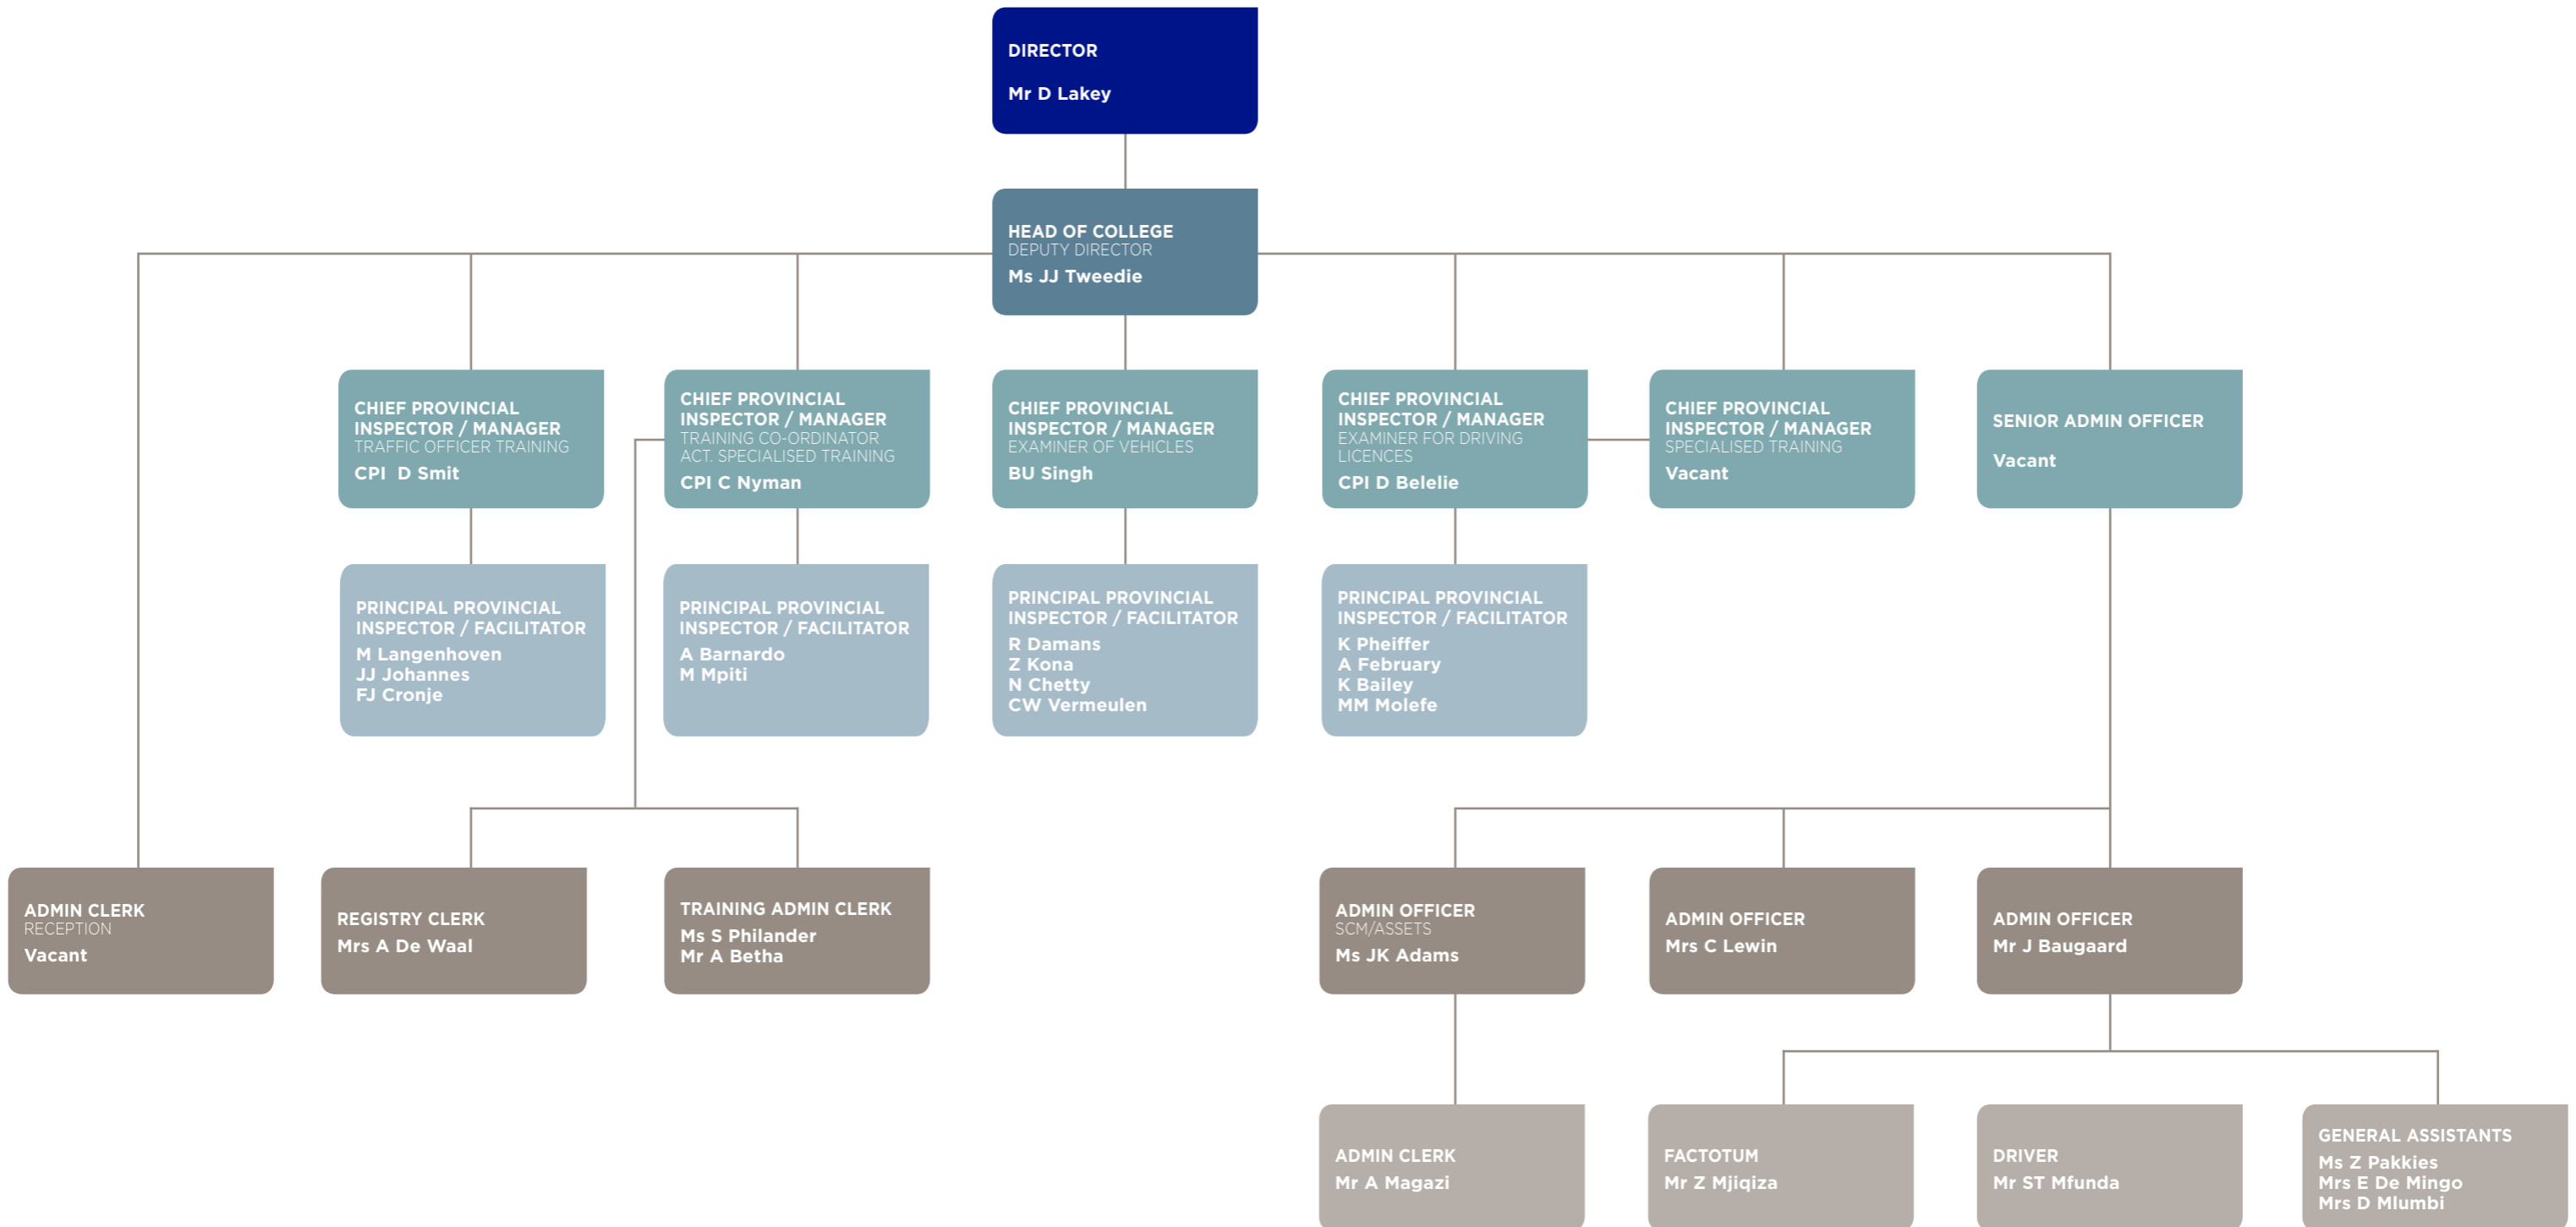 DIRECTOR
Mr D Lakey
HEAD OF COLLEGE
DEPUTY DIRECTOR
Ms JJ Tweedie
CHIEF PROVINCIAL
INSPECTOR / MANAGER
TRAFFIC OFFICER TRAINING
CPI D Smit
CHIEF PROVINCIAL
INSPECTOR / MANAGER
TRAINING CO-ORDINATOR
ACT. SPECIALISED TRAINING
CPI C Nyman
CHIEF PROVINCIAL
INSPECTOR / MANAGER
EXAMINER OF VEHICLES
BU Singh
CHIEF PROVINCIAL
INSPECTOR / MANAGER
EXAMINER FOR DRIVING
LICENCES
CPI D Belelie
CHIEF PROVINCIAL
INSPECTOR / MANAGER
SPECIALISED TRAINING
Vacant
SENIOR ADMIN OFFICER
Vacant
PRINCIPAL PROVINCIAL
INSPECTOR / FACILITATOR
M Langenhoven
JJ Johannes
FJ Cronje
PRINCIPAL PROVINCIAL
INSPECTOR / FACILITATOR
A Barnardo
M Mpiti
PRINCIPAL PROVINCIAL
INSPECTOR / FACILITATOR
R Damans
Z Kona
N Chetty
CW Vermeulen
PRINCIPAL PROVINCIAL
INSPECTOR / FACILITATOR
K Pheiffer
A February
K Bailey
MM Molefe
ADMIN CLERK
RECEPTION
Vacant
REGISTRY CLERK
Mrs A De Waal
TRAINING ADMIN CLERK
Ms S Philander
Mr A Betha
ADMIN OFFICER
SCM/ASSETS
Ms JK Adams
ADMIN OFFICER
Mrs C Lewin
ADMIN OFFICER
Mr J Baugaard
ADMIN CLERK
Mr A Magazi
FACTOTUM
Mr Z Mjiqiza
DRIVER
Mr ST Mfunda
GENERAL ASSISTANTS
Ms Z Pakkies
Mrs E De Mingo
Mrs D Mlumbi